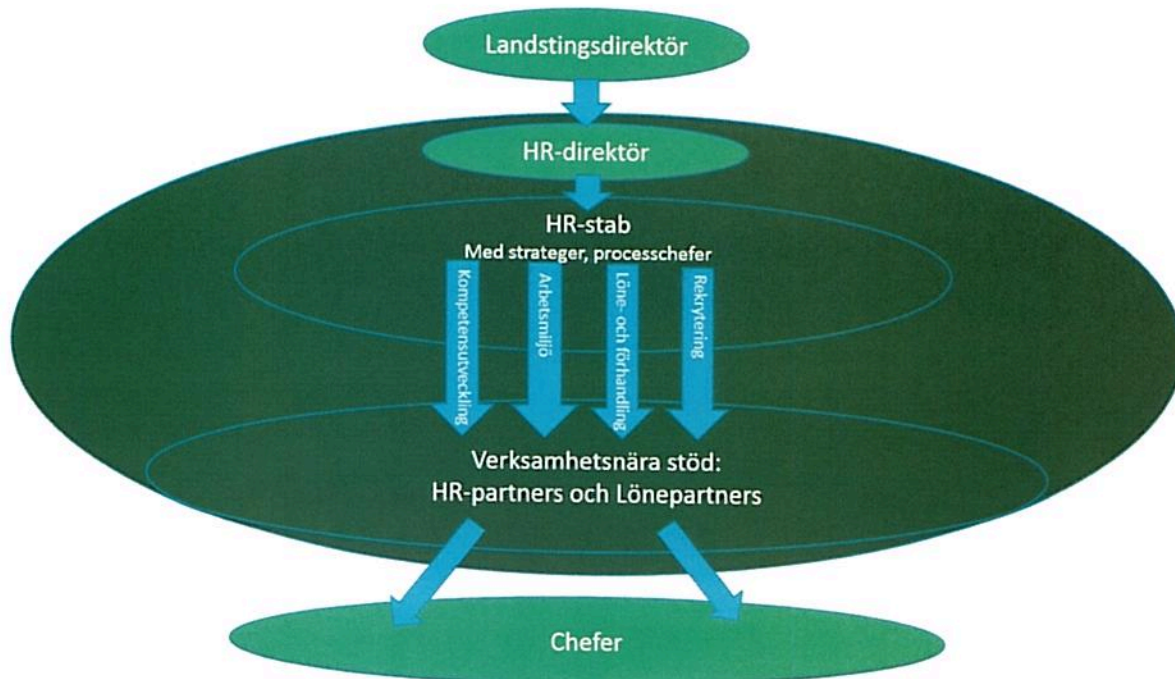 Landstingsdirektör
HR-direktör
HR-stab
Med strateger, processchefer
Kompetensutveckling
Arbetsmiljö
Löne- och förhandling
Rekrytering
Verksamhetsnära stöd:
HR-partners och Lönepartners
Chefer